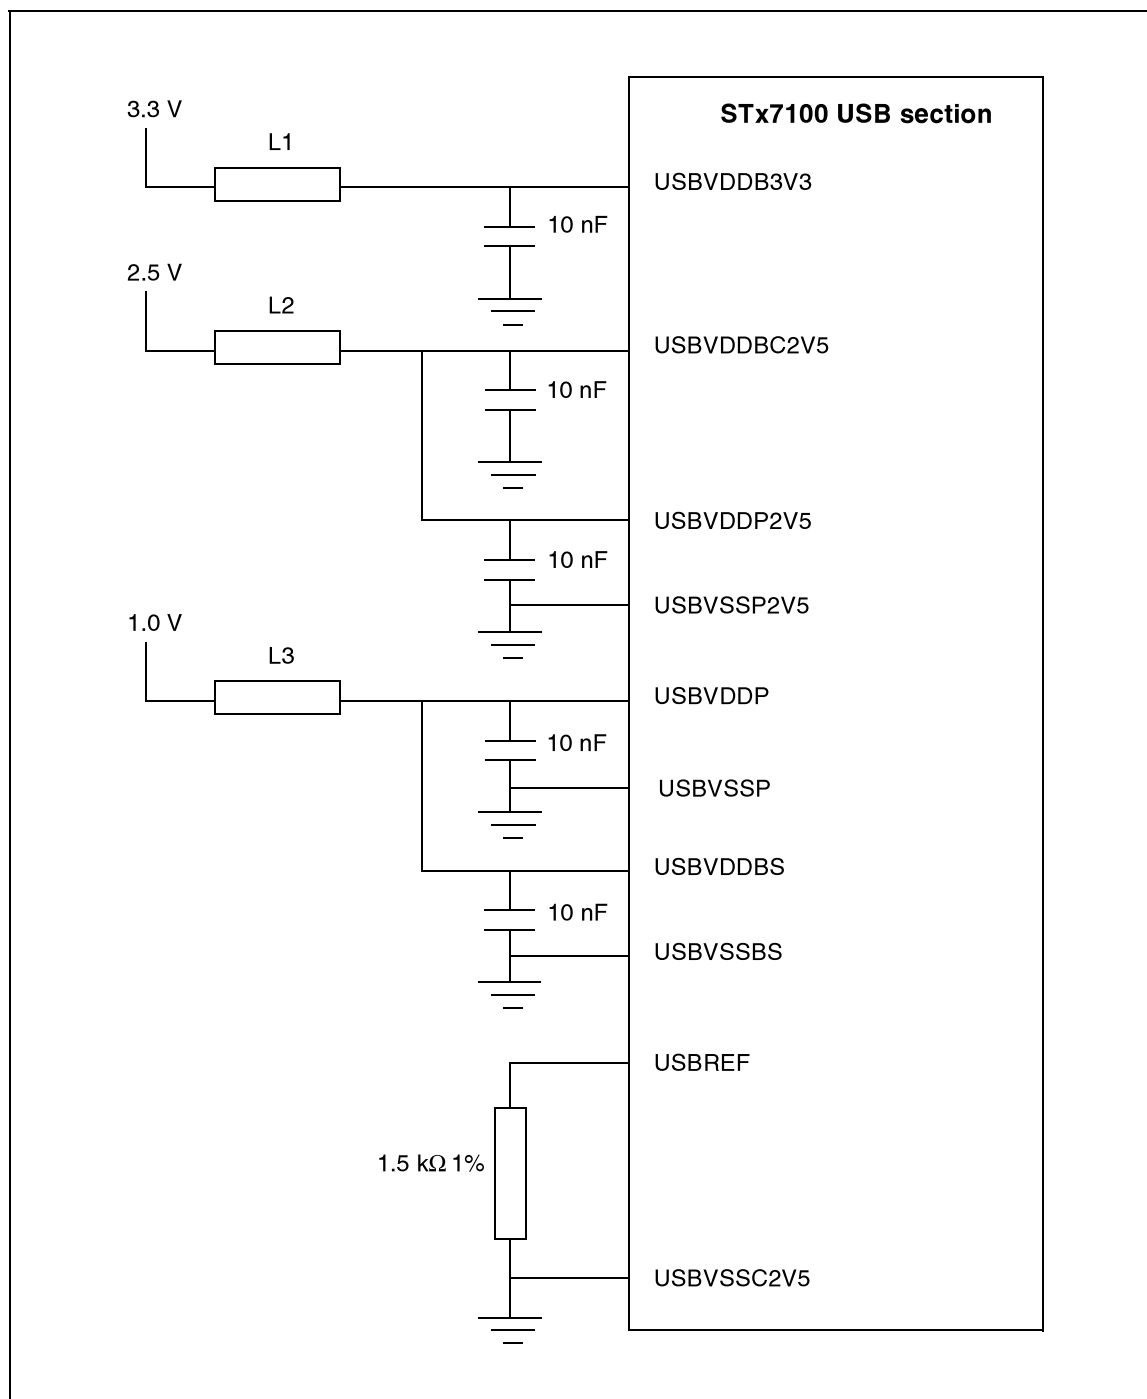 STx7100 USB section
3.3 V
L1
USBVDDB3V3
10 nF
2.5 V
L2
USBVDDBC2V5
10 nF
USBVDDP2V5
10 nF
USBVSSP2V5
1.0 V
L3
USBVDDP
10 nF
USBVSSP
USBVDDBS
10 nF
USBVSSBS
USBREF
1.5 kΩ 1%
USBVSSC2V5